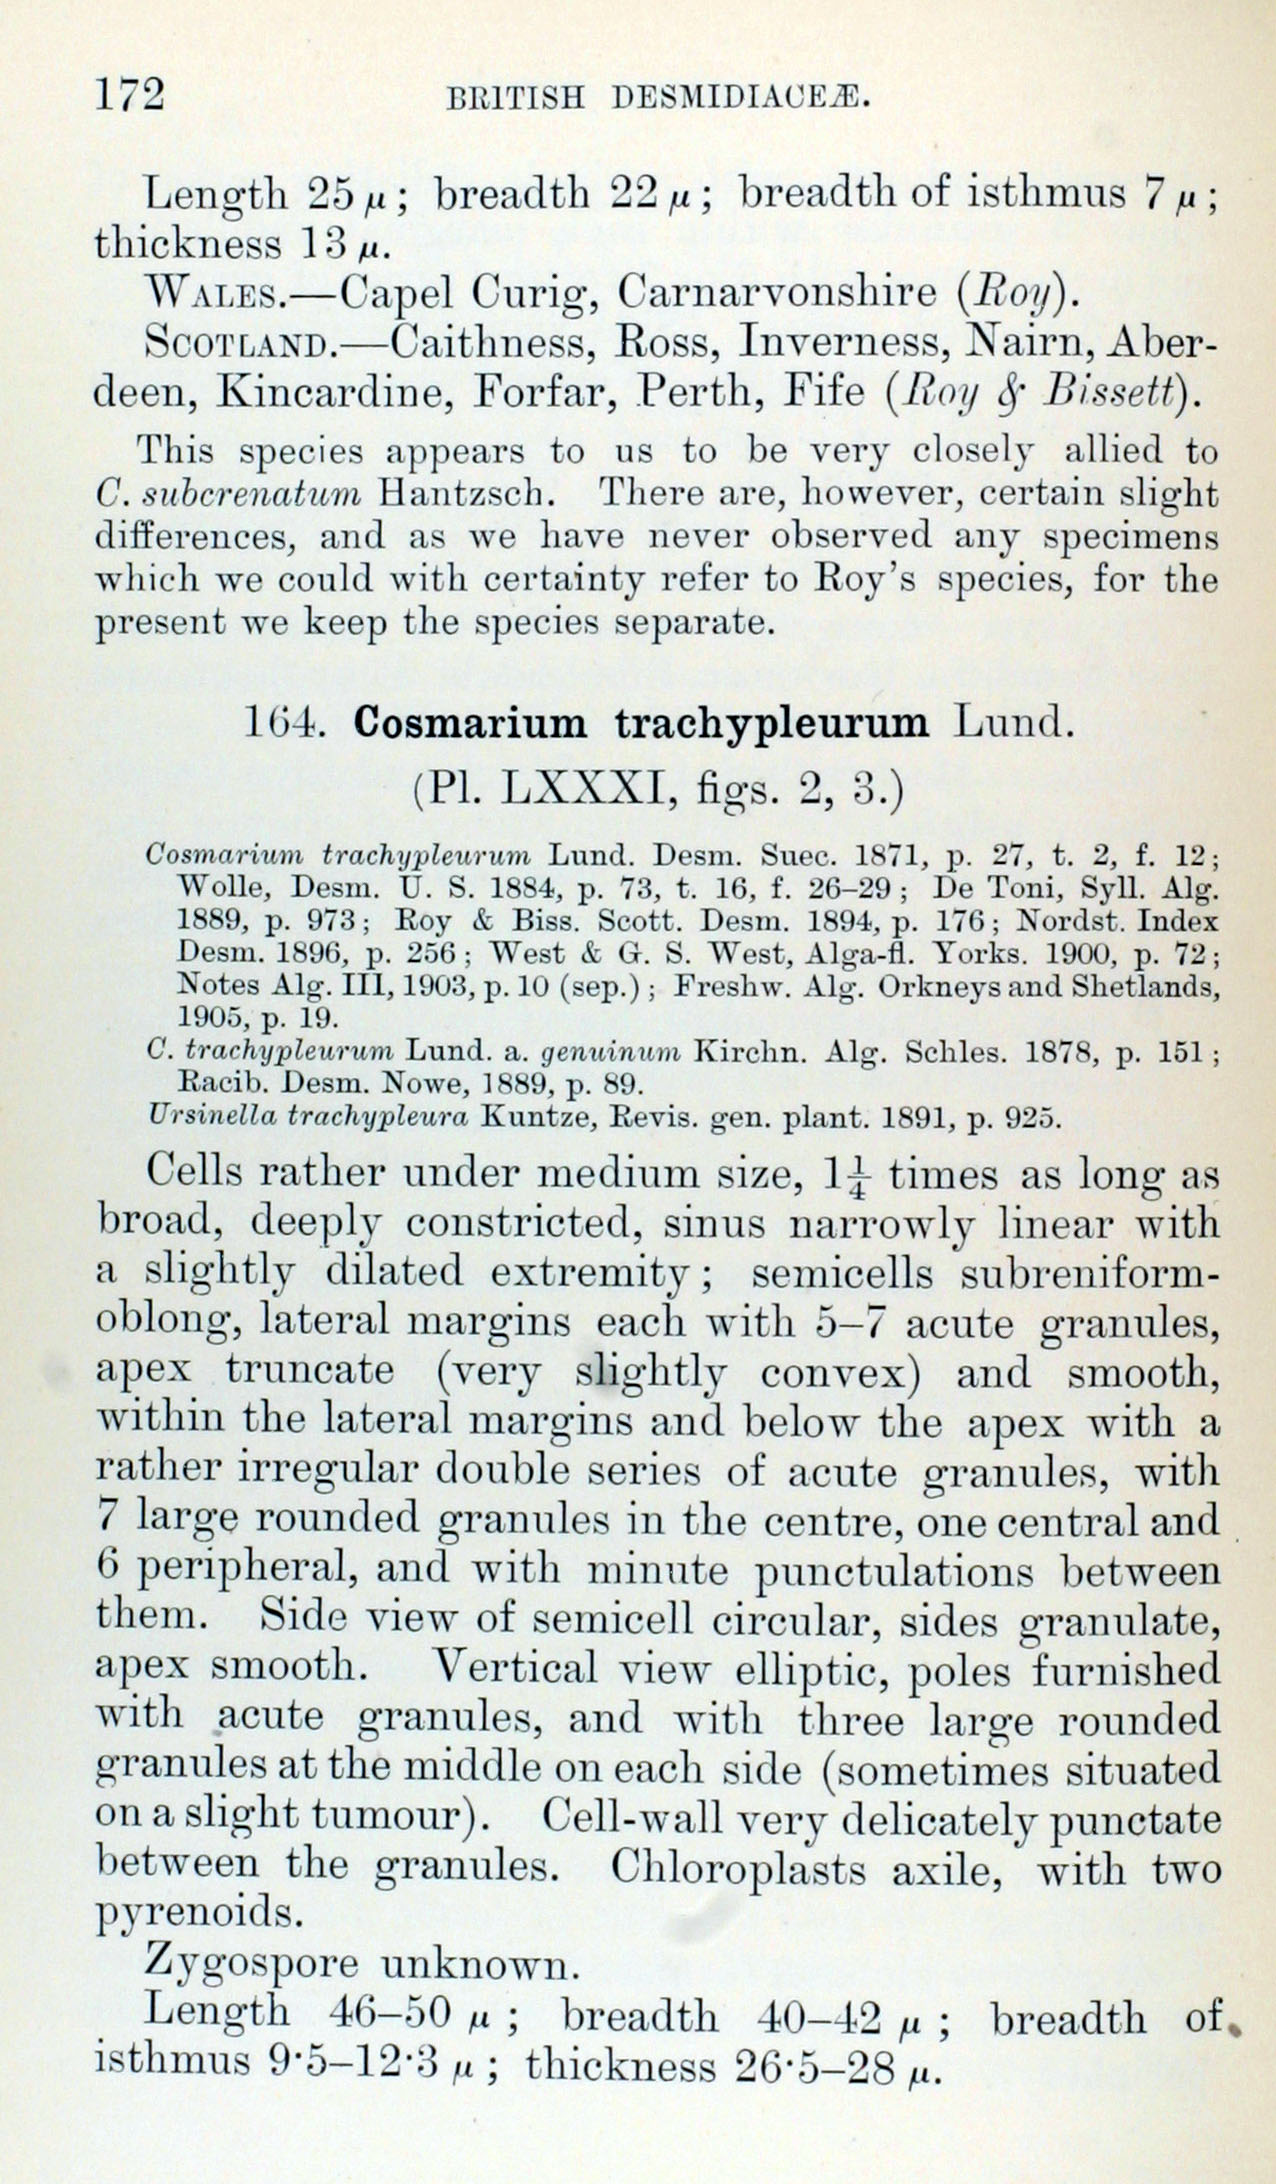 172 BRITISH DESMIDIACEÆ.
Length 25 µ; breadth 22 µ; breadth of isthmus 7 µ;
thickness 13 µ.
WALES.—Capel Curig, Carnarvonshire (Roy).
SCOTLAND.—Caithness, Ross, Inverness, Nairn, Aber-
deen, Kincardine, Forfar, Perth, Fife (Roy & Bissett).
This species appears to us to be very closely allied to
C. subcrenatum Hantzsch. There are, however, certain slight
differences, and as we have never observed any specimens
which we could with certainty refer to Roy's species, for the
present we keep the species separate.
164. Cosmarium trachypleurum Lund.
(Pl. LXXXI, figs. 2, 3.)
Cosmarium trachypleurum Lund. Desm. Suec. 1871, p. 27, t. 2, f. 12;
Wolle, Desm. U. S. 1884, p. 73, t. 16, f. 26–29; De Toni, Syll. Alg.
1889, p. 973; Roy & Biss. Scott. Desm. 1894, p. 176; Nordst. Index
Desm. 1896, p. 256; West & G. S. West, Alga-fl. Yorks. 1900, p. 72;
Notes Alg. III, 1903, p. 10 (sep.); Freshw. Alg. Orkneys and Shetlands,
1905, p. 19.
C. trachypleurum Lund. a. genuinum Kirchn. Alg. Schles. 1878, p. 151;
Racib. Desm. Nowe, 1889, p. 89.
Ursinella trachypleura Kuntze, Revis. gen. plant. 1891, p. 925.
Cells rather under medium size, 1¼ times as long as
broad, deeply constricted, sinus narrowly linear with
a slightly dilated extremity; semicells subreniform-
oblong, lateral margins each with 5–7 acute granules,
apex truncate (very slightly convex) and smooth,
within the lateral margins and below the apex with a
rather irregular double series of acute granules, with
7 large rounded granules in the centre, one central and
6 peripheral, and with minute punctulations between
them. Side view of semicell circular, sides granulate,
apex smooth. Vertical view elliptic, poles furnished
with acute granules, and with three large rounded
granules at the middle on each side (sometimes situated
on a slight tumour). Cell-wall very delicately punctate
between the granules. Chloroplasts axile, with two
pyrenoids.
Zygospore unknown.
Length 46–50 µ; breadth 40–42 µ; breadth of
isthmus 9·5–12·3 µ; thickness 26·5–28 µ.